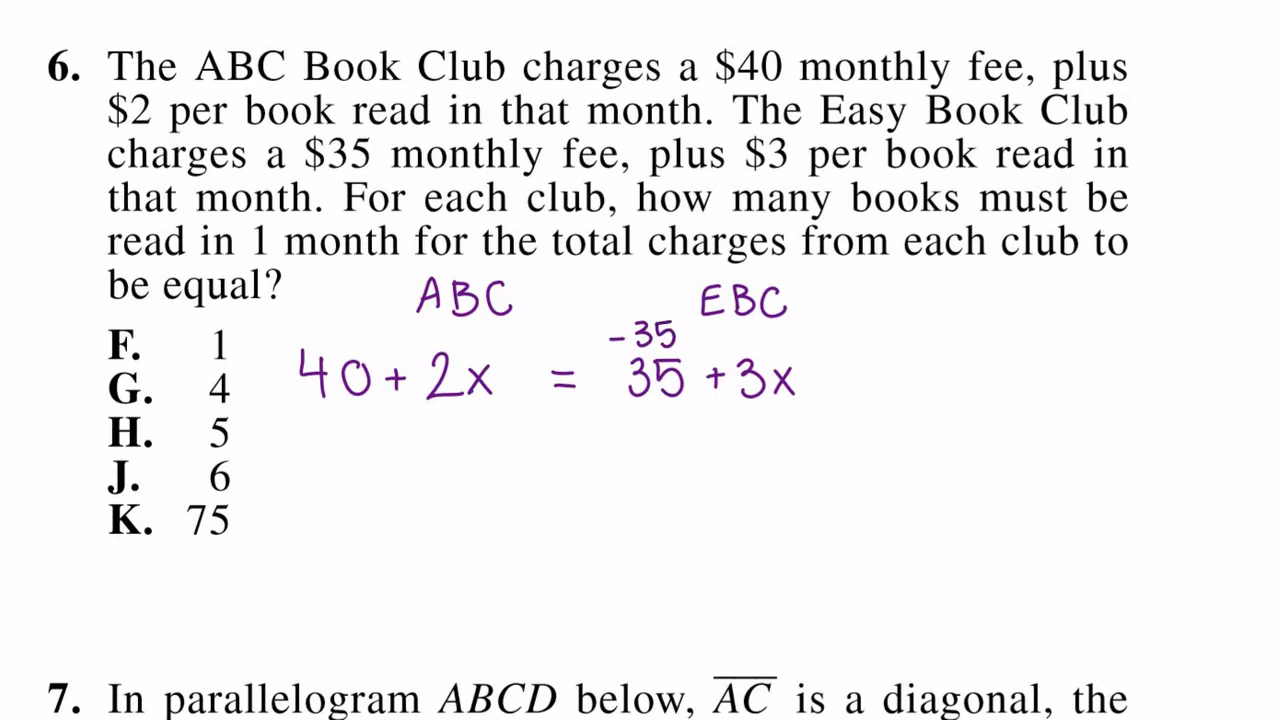 6. The ABC Book Club charges a $40 monthly fee, plus
$2 per book read in that month. The Easy Book Club
charges a $35 monthly fee, plus $3 per book read in
that month. For each club, how many books must be
read in 1 month for the total charges from each club to
be equal?
ABC EBC
-35
F. 1
40 + 2x = 35 + 3x
G. 4
H. 5
J. 6
K. 75
7. In parallelogram ABCD below, A̅C̅ is a diagonal, the